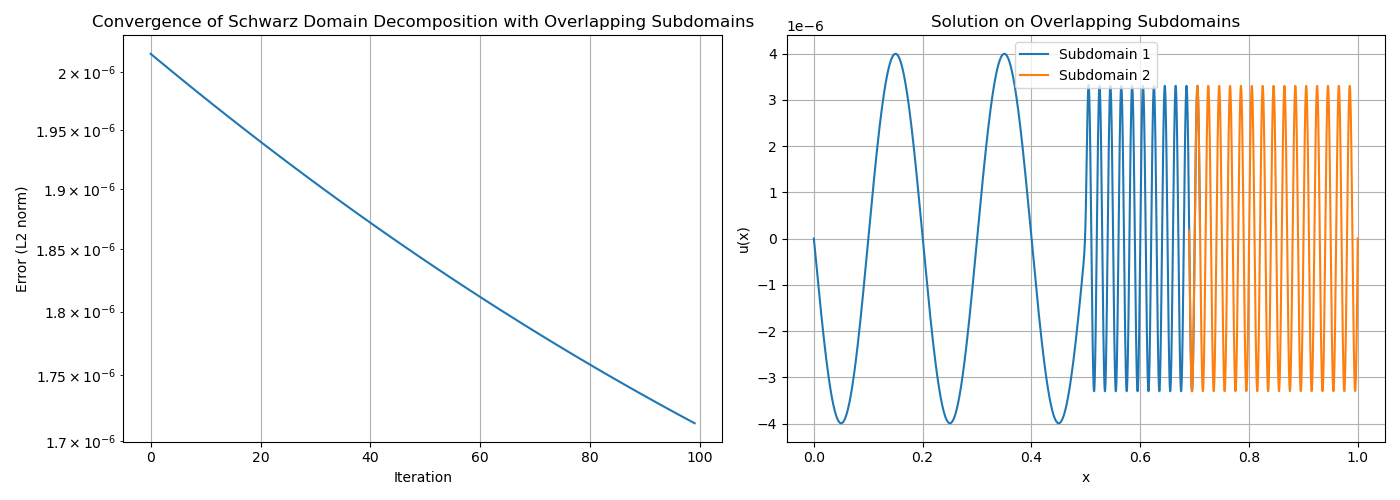 Convergence of Schwarz Domain Decomposition with Overlapping Subdomains
2 × 10⁻⁶
1.95 × 10⁻⁶
1.9 × 10⁻⁶
1.85 × 10⁻⁶
1.8 × 10⁻⁶
1.75 × 10⁻⁶
1.7 × 10⁻⁶
Error (L2 norm)
0 20 40 60 80 100
Iteration
Solution on Overlapping Subdomains
1e−6
Subdomain 1
Subdomain 2
4
3
2
1
0
−1
−2
−3
−4
u(x)
0.0 0.2 0.4 0.6 0.8 1.0
x